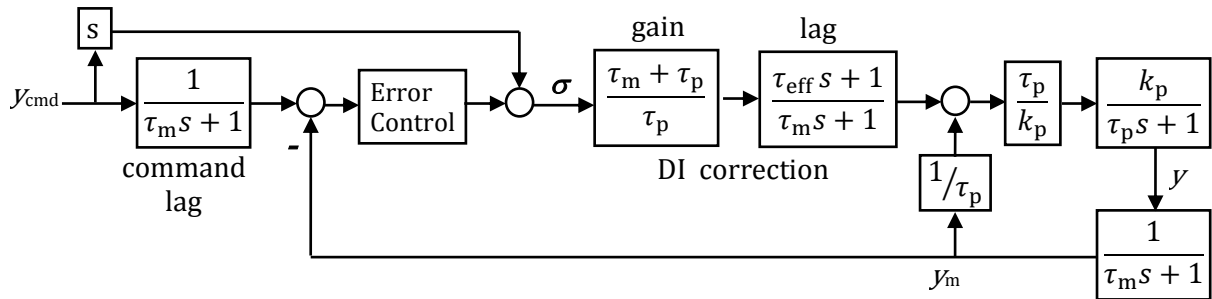 s
y_cmd
1
τ_m s + 1
command
lag
-
Error
Control
σ
gain
τ_m + τ_p
τ_p
lag
τ_eff s + 1
τ_m s + 1
DI correction
1/τ_p
y_m
τ_p
k_p
k_p
τ_p s + 1
y
1
τ_m s + 1